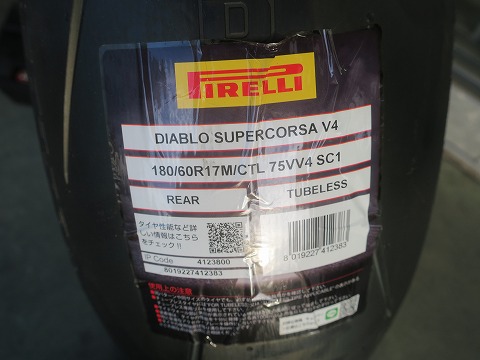 D
PIRELLI
DIABLO SUPERCORSA V4
180/60R17M/CTL 75VV4 SC1
REAR TUBELESS
タイヤ性能など詳
しい情報はこちら
をチェック!!
IP Code 4123800
8019227412383
8 019227 412383
使用上の注意